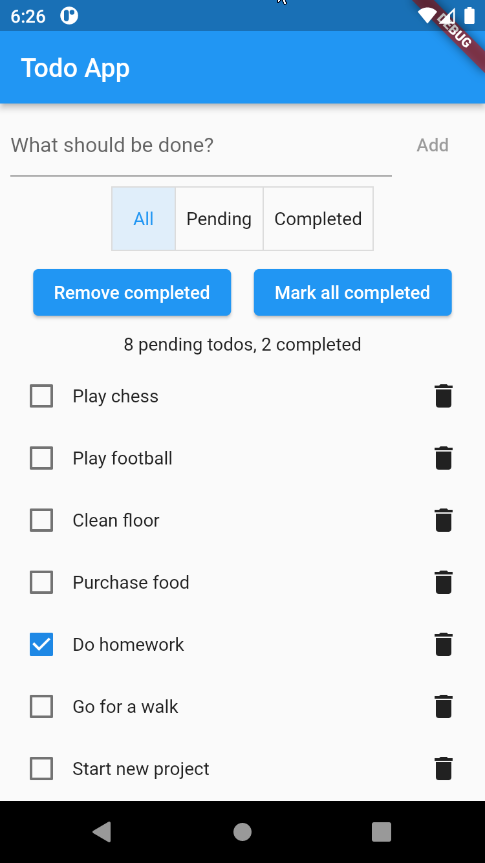 6:26
DEBUG
Todo App
What should be done?
Add
All Pending Completed
Remove completed Mark all completed
8 pending todos, 2 completed
Play chess
Play football
Clean floor
Purchase food
Do homework
Go for a walk
Start new project